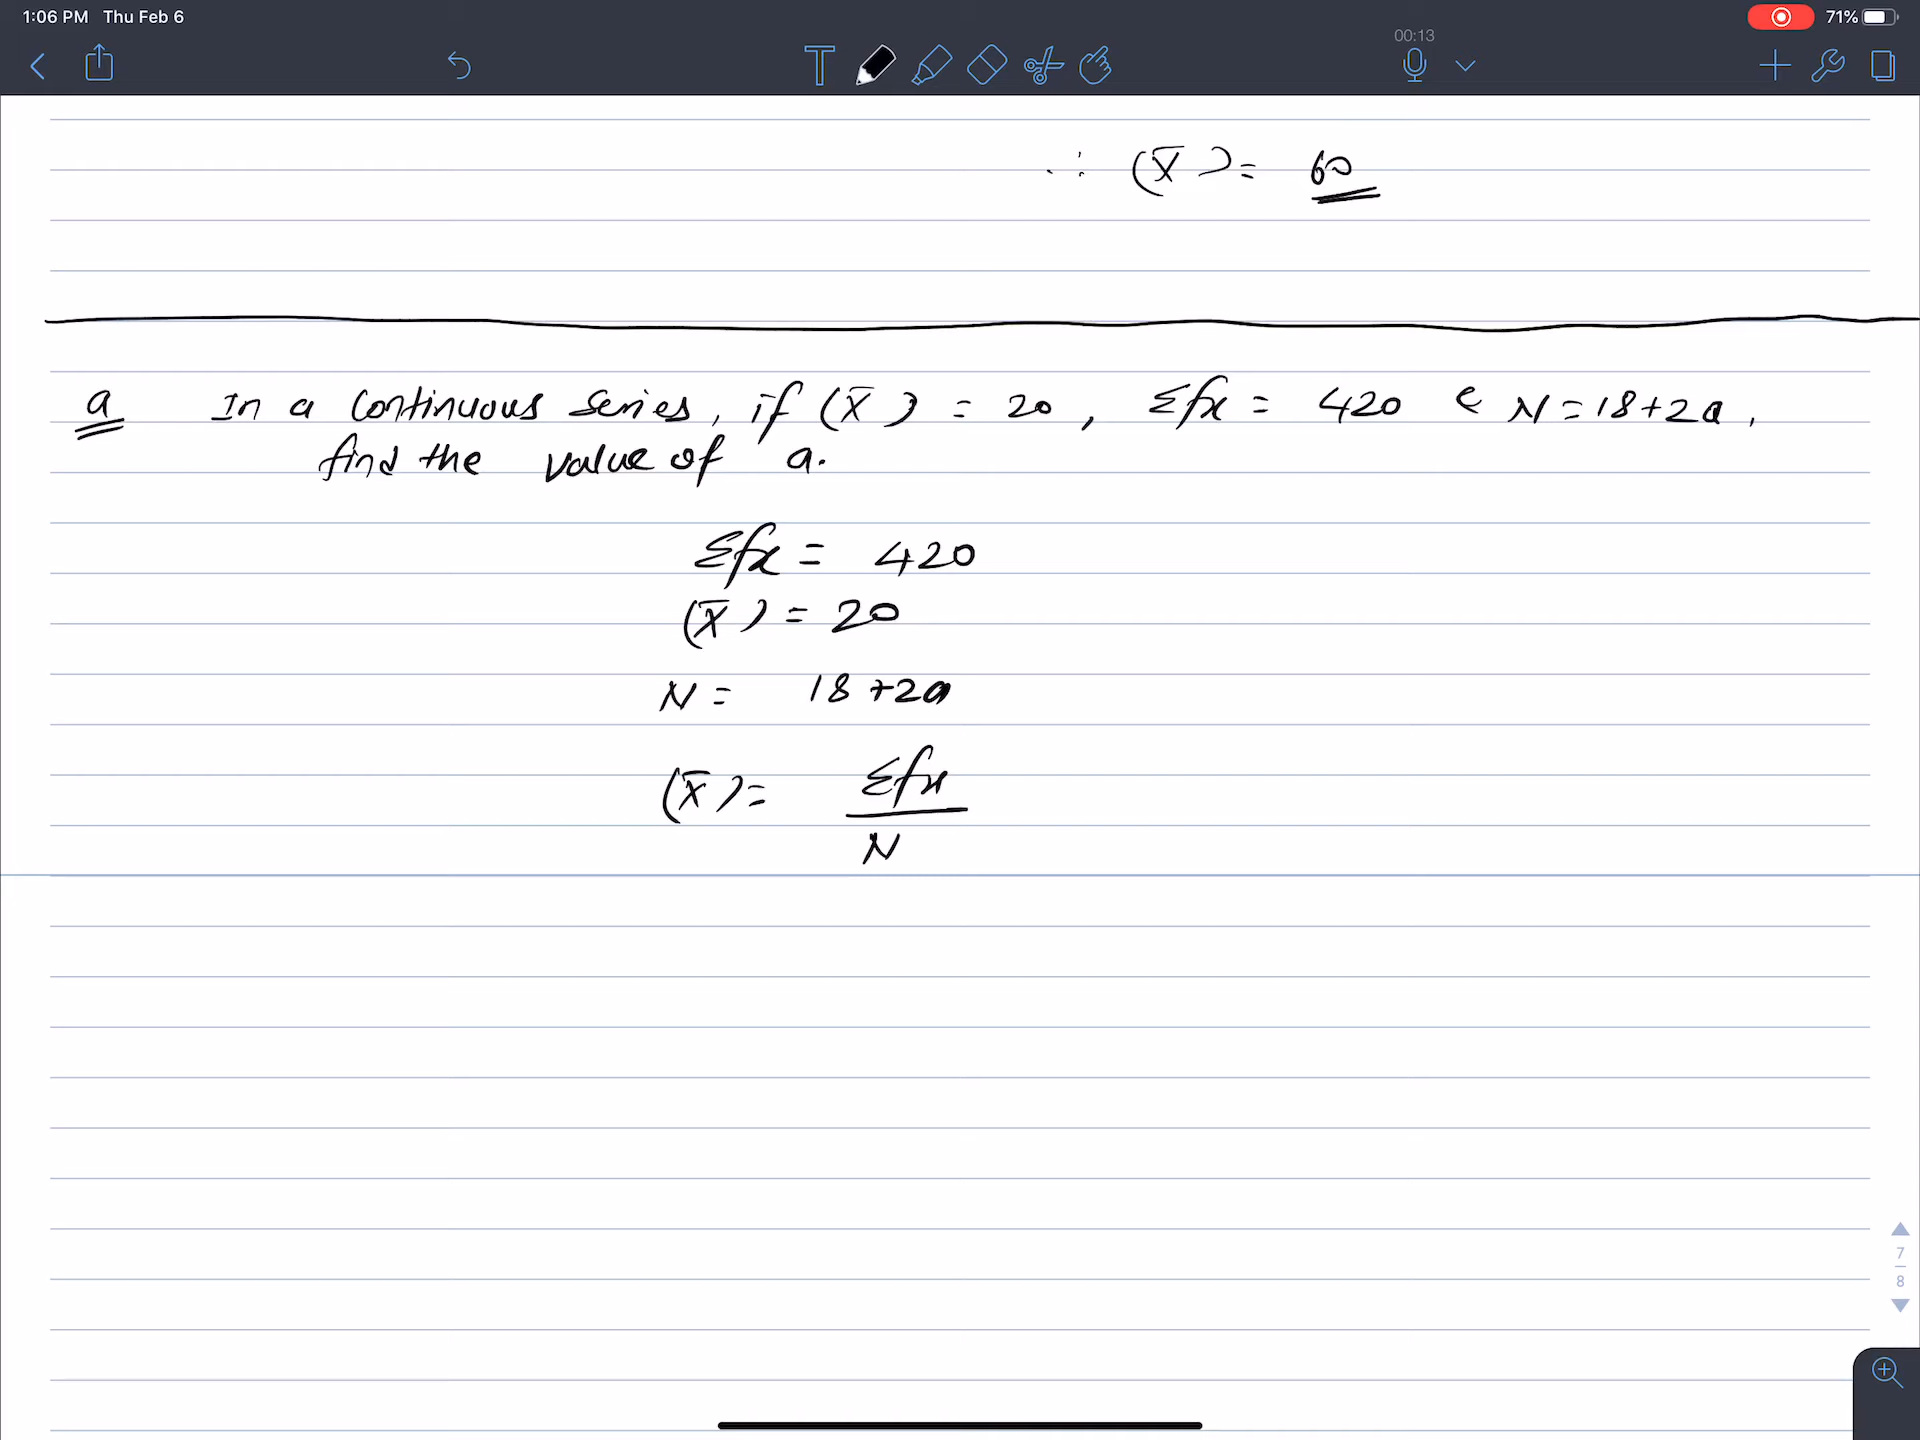 1:06 PM Thu Feb 6
71%
00:13
∴ (x̄) = 60
Q In a continuous series, if (x̄) = 20, Σfx = 420 & N = 18+2a,
find the value of a.
Σfx = 420
(x̄) = 20
N = 18+2a
(x̄) = Σfx
N
7
8